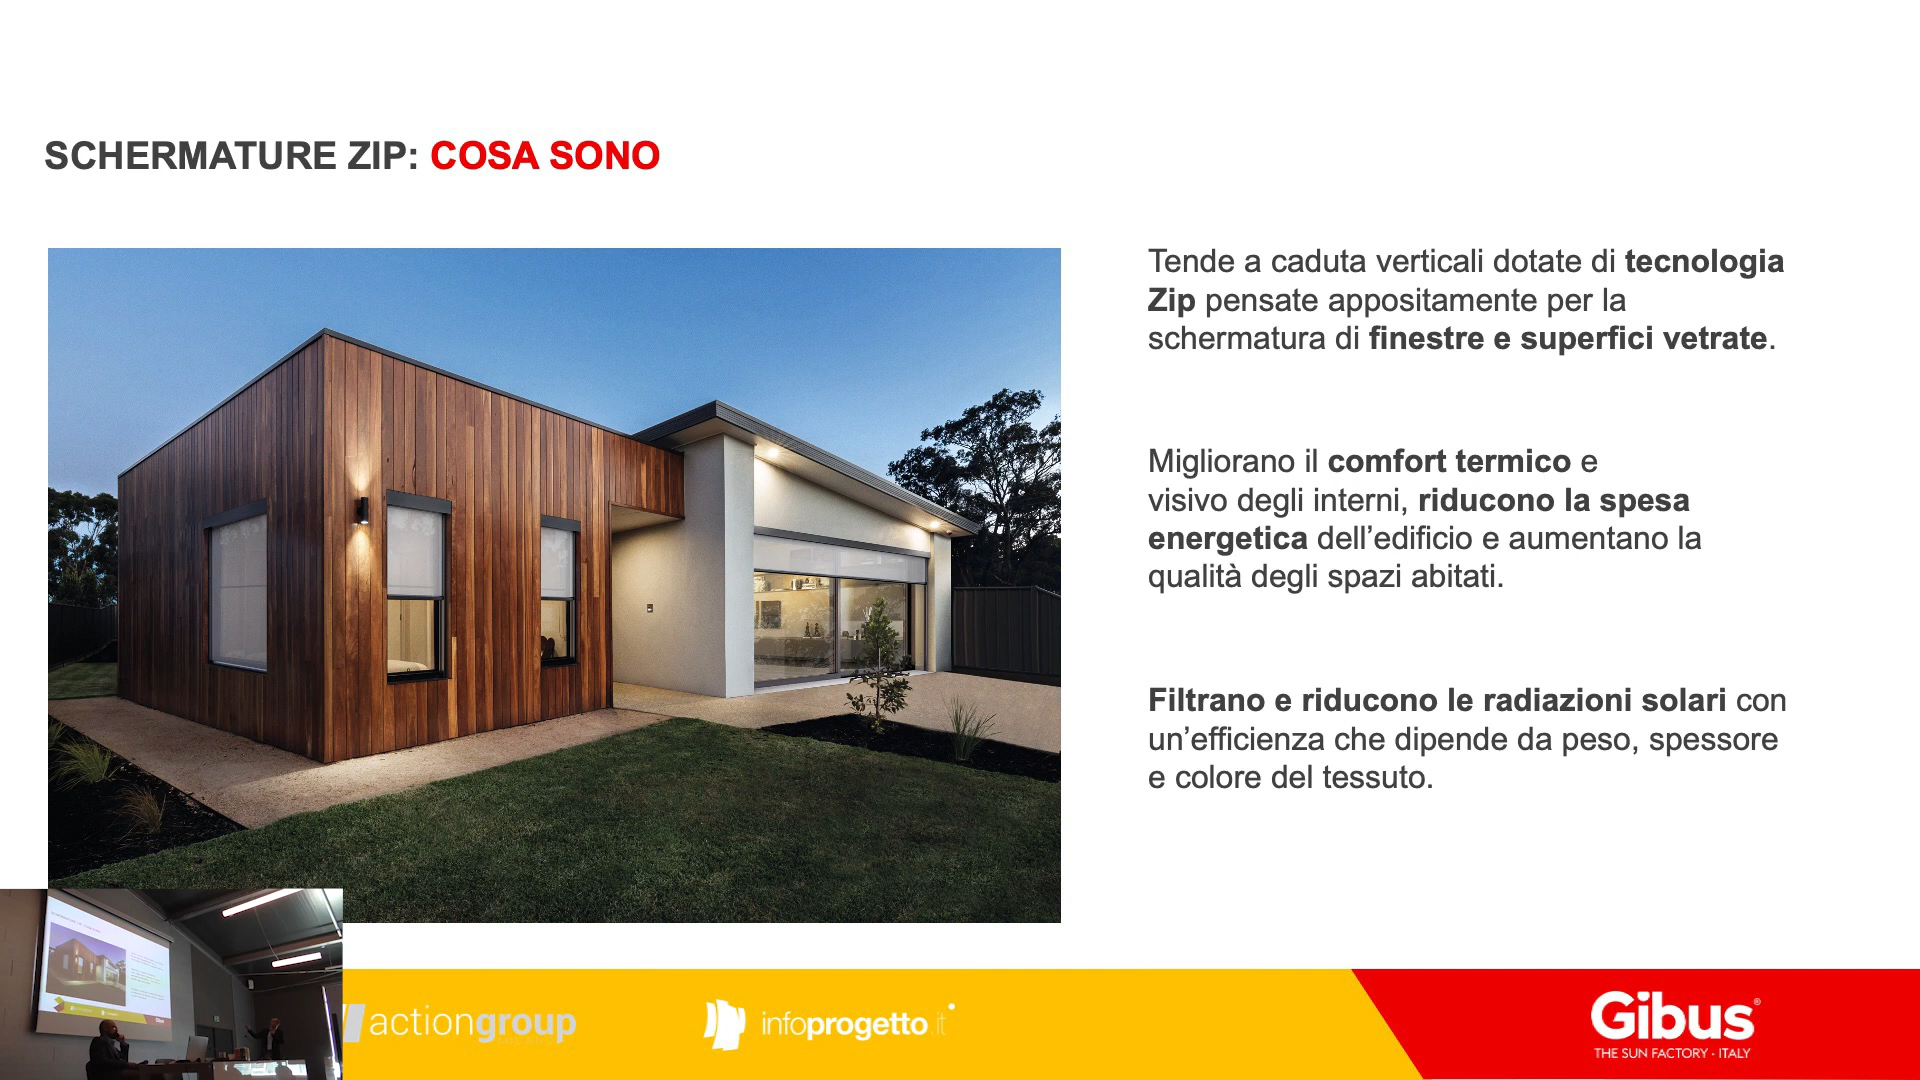 SCHERMATURE ZIP: COSA SONO
Tende a caduta verticali dotate di tecnologia
Zip pensate appositamente per la
schermatura di finestre e superfici vetrate.
Migliorano il comfort termico e
visivo degli interni, riducono la spesa
energetica dell’edificio e aumentano la
qualità degli spazi abitati.
Filtrano e riducono le radiazioni solari con
un’efficienza che dipende da peso, spessore
e colore del tessuto.
actiongroup
infoprogetto.it
Gibus®
THE SUN FACTORY - ITALY